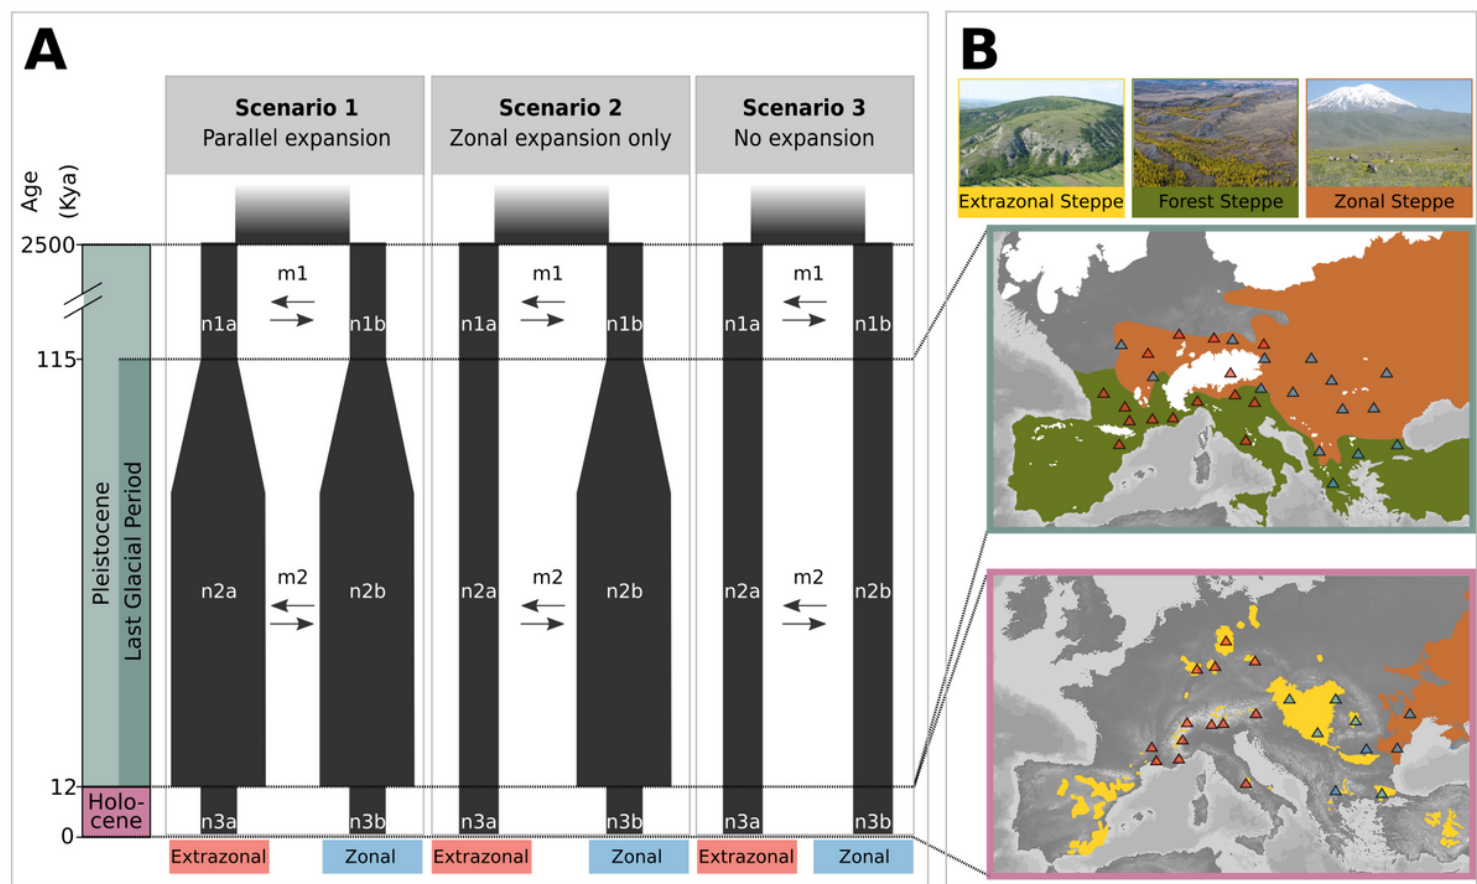 A
Scenario 1
Parallel expansion
Scenario 2
Zonal expansion only
Scenario 3
No expansion
Age
(Kya)
2500
115
12
0
Pleistocene
Last Glacial Period
Holo-
cene
m1
m1
m1
n1a
n1b
n1a
n1b
n1a
n1b
m2
m2
m2
n2a
n2b
n2a
n2b
n2a
n2b
n3a
n3b
n3a
n3b
n3a
n3b
Extrazonal
Zonal
Extrazonal
Zonal
Extrazonal
Zonal
B
Extrazonal Steppe
Forest Steppe
Zonal Steppe